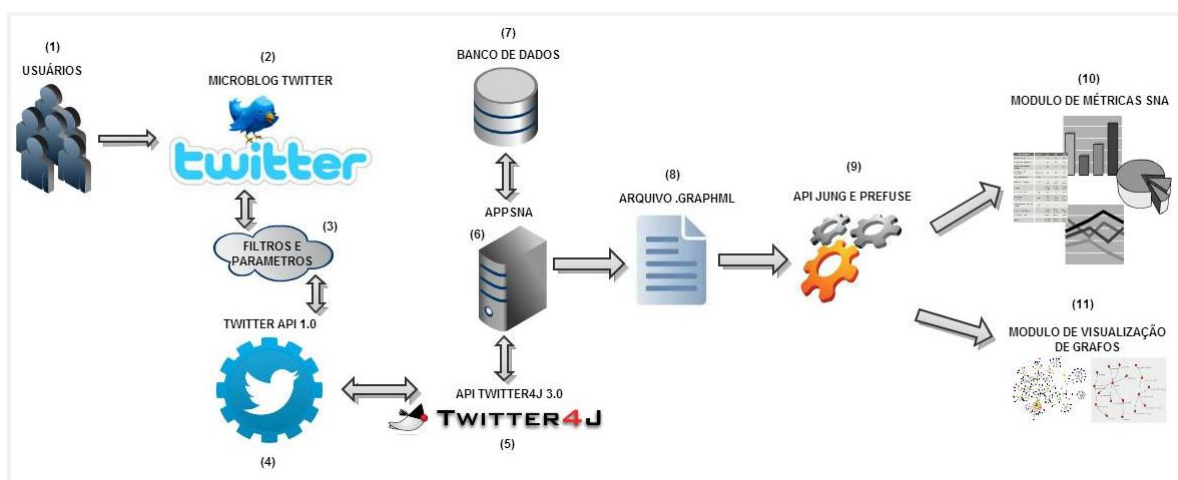 (1)
USUÁRIOS
(2)
MICROBLOG TWITTER
twitter
(3)
FILTROS E
PARAMETROS
TWITTER API 1.0
(4)
(7)
BANCO DE DADOS
APPSNA
(6)
API TWITTER4J 3.0
TWITTER4J
(5)
(8)
ARQUIVO .GRAPHML
(9)
API JUNG E PREFUSE
(10)
MODULO DE MÉTRICAS SNA
(11)
MODULO DE VISUALIZAÇÃO
DE GRAFOS